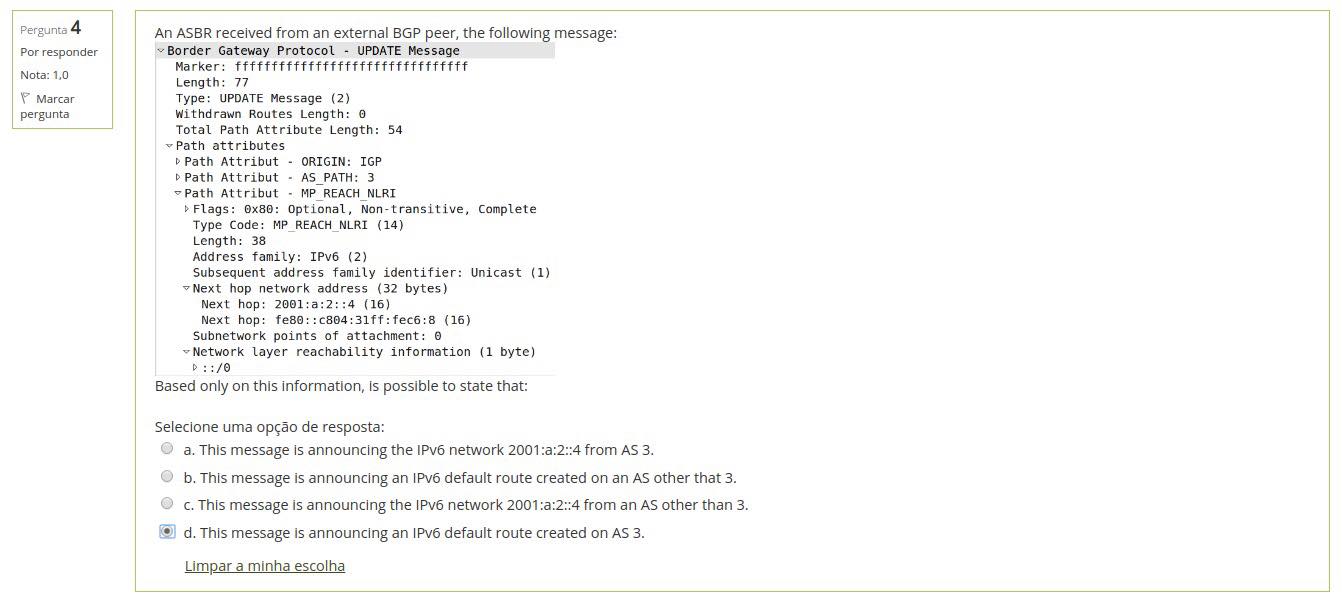 Pergunta 4
Por responder
Nota: 1,0
Marcar
pergunta
An ASBR received from an external BGP peer, the following message:
Border Gateway Protocol - UPDATE Message
Marker: ffffffffffffffffffffffffffffffff
Length: 77
Type: UPDATE Message (2)
Withdrawn Routes Length: 0
Total Path Attribute Length: 54
Path attributes
Path Attribut - ORIGIN: IGP
Path Attribut - AS_PATH: 3
Path Attribut - MP_REACH_NLRI
Flags: 0x80: Optional, Non-transitive, Complete
Type Code: MP_REACH_NLRI (14)
Length: 38
Address family: IPv6 (2)
Subsequent address family identifier: Unicast (1)
Next hop network address (32 bytes)
Next hop: 2001:a:2::4 (16)
Next hop: fe80::c804:31ff:fec6:8 (16)
Subnetwork points of attachment: 0
Network layer reachability information (1 byte)
::/0
Based only on this information, is possible to state that:
Selecione uma opção de resposta:
a. This message is announcing the IPv6 network 2001:a:2::4 from AS 3.
b. This message is announcing an IPv6 default route created on an AS other that 3.
c. This message is announcing the IPv6 network 2001:a:2::4 from an AS other than 3.
d. This message is announcing an IPv6 default route created on AS 3.
Limpar a minha escolha